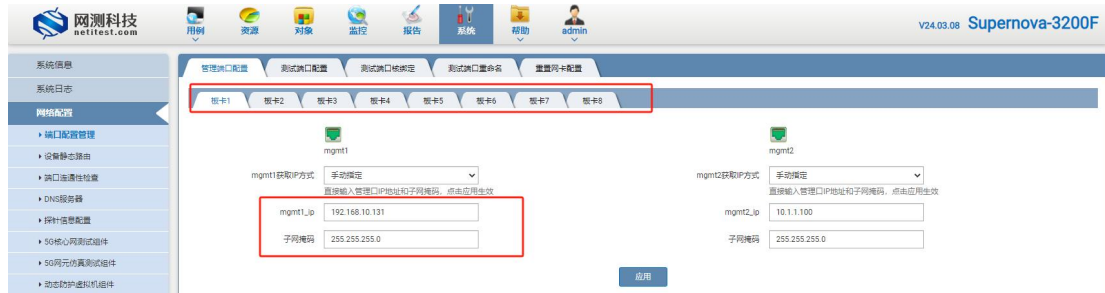 网测科技
netitest.com
用例
资源
对象
监控
报告
系统
帮助
admin
V24.03.08 Supernova-3200F
系统信息
系统日志
网络配置
端口配置管理
设备静态路由
端口连通性检查
DNS服务器
探针信息配置
5G核心网测试组件
5G网元仿真测试组件
动态防护虚拟机组件
管理端口配置
测试端口配置
测试端口核绑定
测试端口重命名
重置网卡配置
板卡1
板卡2
板卡3
板卡4
板卡5
板卡6
板卡7
板卡8
mgmt1
mgmt1获取IP方式 手动指定
直接输入管理口IP地址和子网掩码、点击应用生效
mgmt1_ip 192.168.10.131
子网掩码 255.255.255.0
mgmt2
mgmt2获取IP方式 手动指定
直接输入管理口IP地址和子网掩码、点击应用生效
mgmt2_ip 10.1.1.100
子网掩码 255.255.255.0
应用